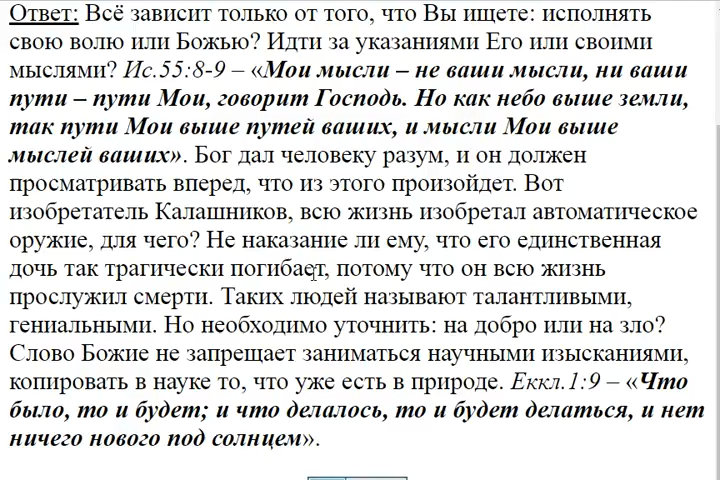 Ответ: Всё зависит только от того, что Вы ищете: исполнять
свою волю или Божью? Идти за указаниями Его или своими
мыслями? Ис.55:8-9 – «Мои мысли – не ваши мысли, ни ваши
пути – пути Мои, говорит Господь. Но как небо выше земли,
так пути Мои выше путей ваших, и мысли Мои выше
мыслей ваших». Бог дал человеку разум, и он должен
просматривать вперед, что из этого произойдет. Вот
изобретатель Калашников, всю жизнь изобретал автоматическое
оружие, для чего? Не наказание ли ему, что его единственная
дочь так трагически погибает, потому что он всю жизнь
прослужил смерти. Таких людей называют талантливыми,
гениальными. Но необходимо уточнить: на добро или на зло?
Слово Божие не запрещает заниматься научными изысканиями,
копировать в науке то, что уже есть в природе. Еккл.1:9 – «Что
было, то и будет; и что делалось, то и будет делаться, и нет
ничего нового под солнцем».